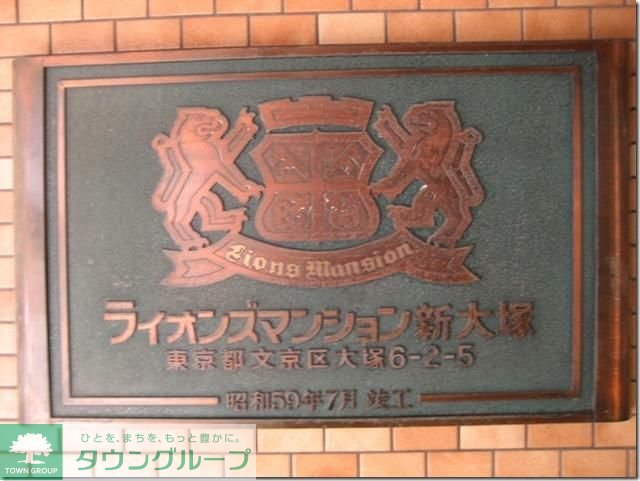 Lions Mansion
ライオンズマンション新大塚
東京都文京区大塚6-2-5
昭和59年7月 竣工
ひとを、まちを、もっと豊かに。
TOWN GROUP
タウングループ